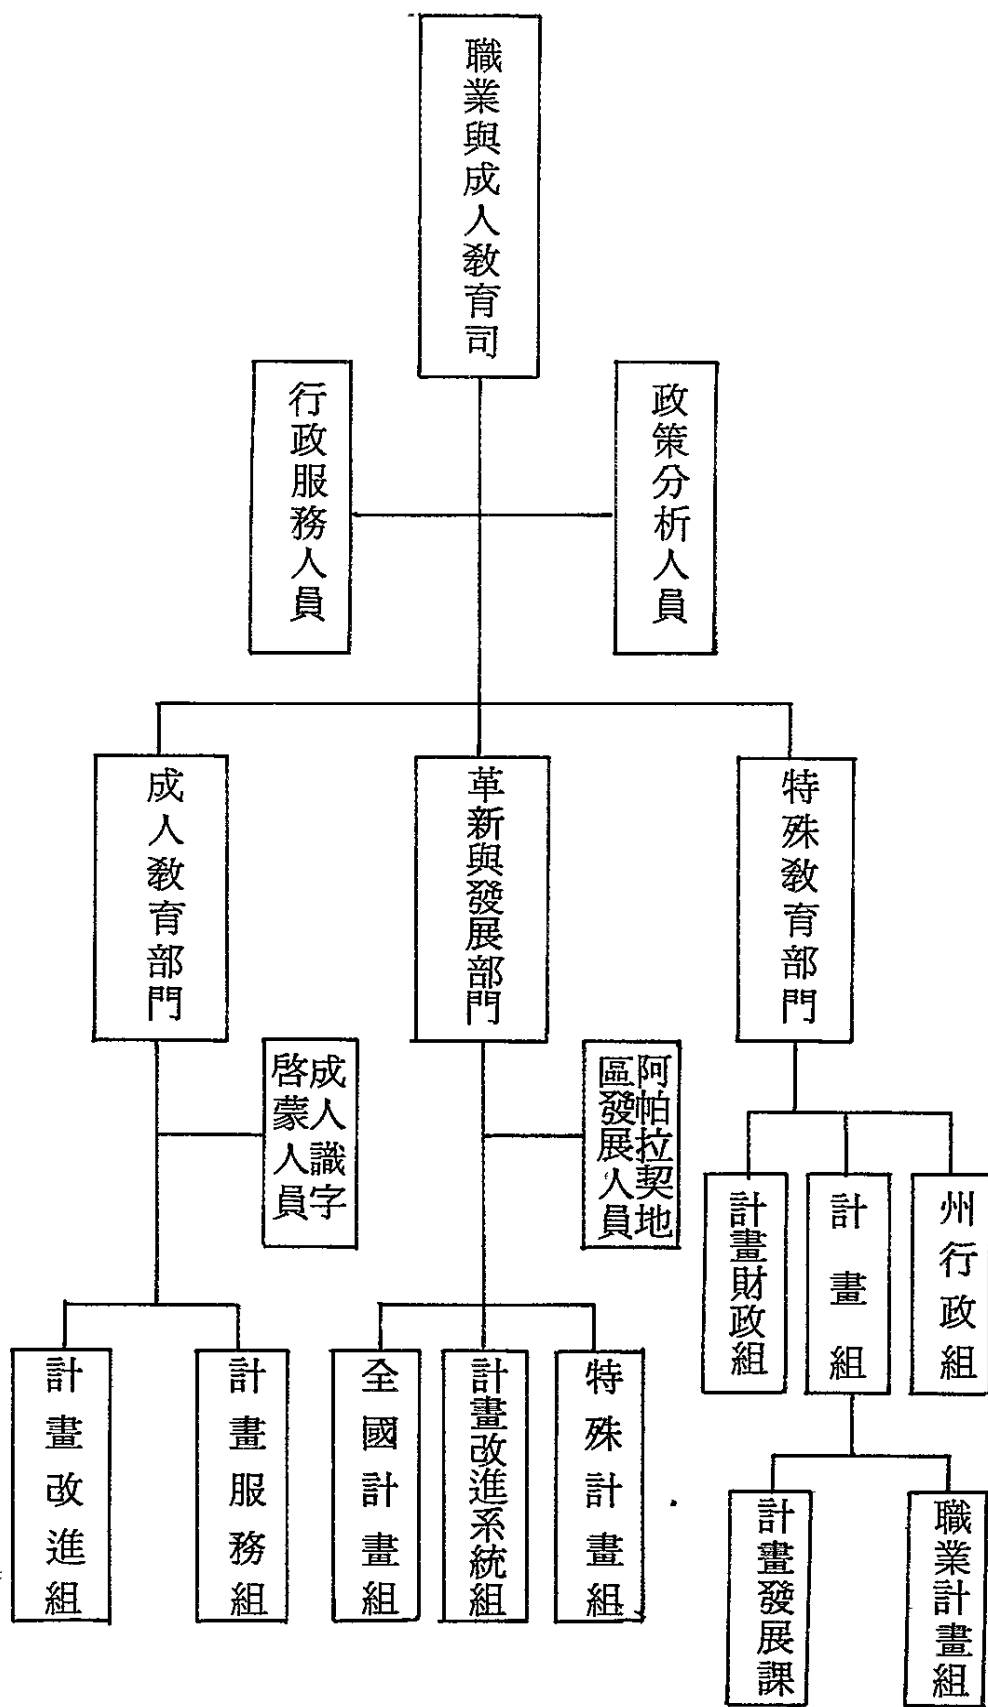 職業與成人教育司
政策分析人員
行政服務人員
特殊教育部門
革新與發展部門
成人教育部門
阿帕拉契地
區發展人員
成人識字
啓蒙人員
州行政組
計畫組
計畫財政組
職業計畫組
計畫發展課
特殊計畫組
計畫改進系統組
全國計畫組
計畫服務組
計畫改進組